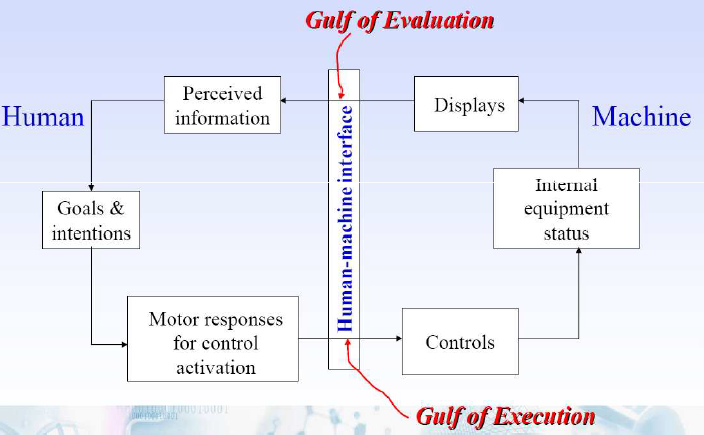 Gulf of Evaluation
Human
Perceived
information
Human-machine interface
Displays
Machine
Goals &
intentions
Internal
equipment
status
Motor responses
for control
activation
Controls
Gulf of Execution